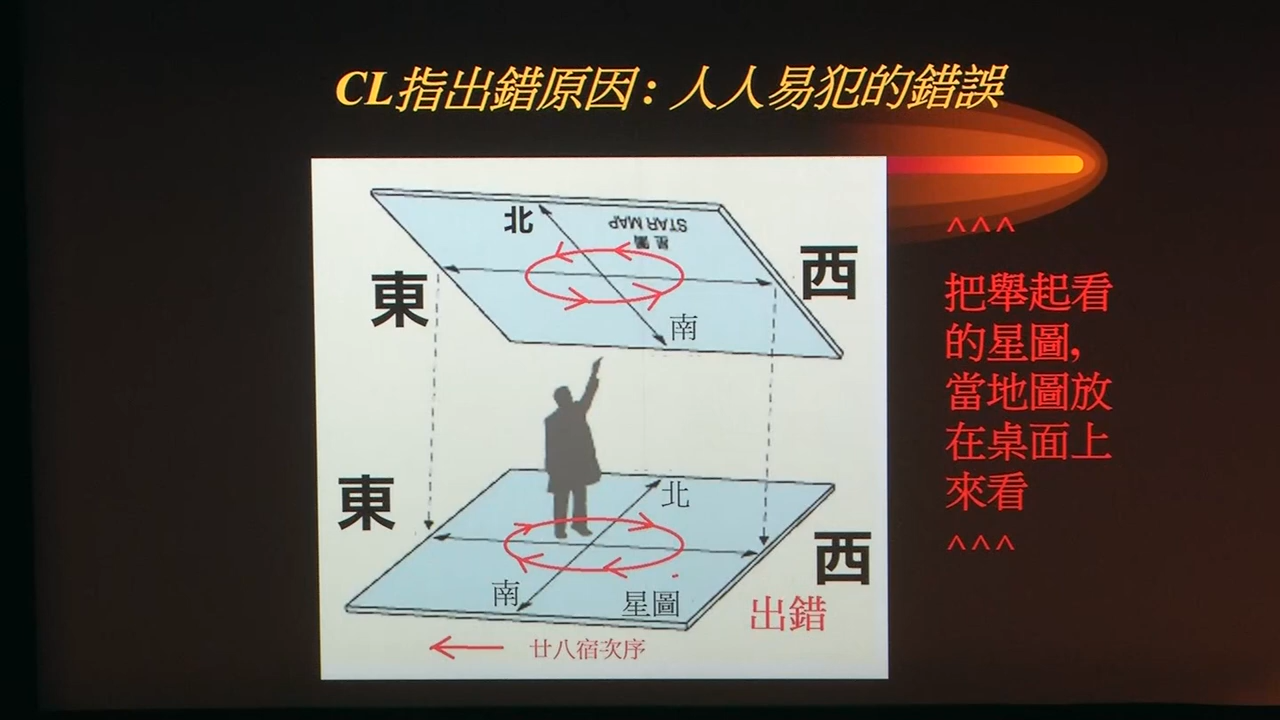 CL指出錯原因 : 人人易犯的錯誤
北
STAR MAP
星圖
東
西
南
東
北
西
南
星圖
出錯
廿八宿次序
^^^
把舉起看
的星圖,
當地圖放
在桌面上
來看
^^^